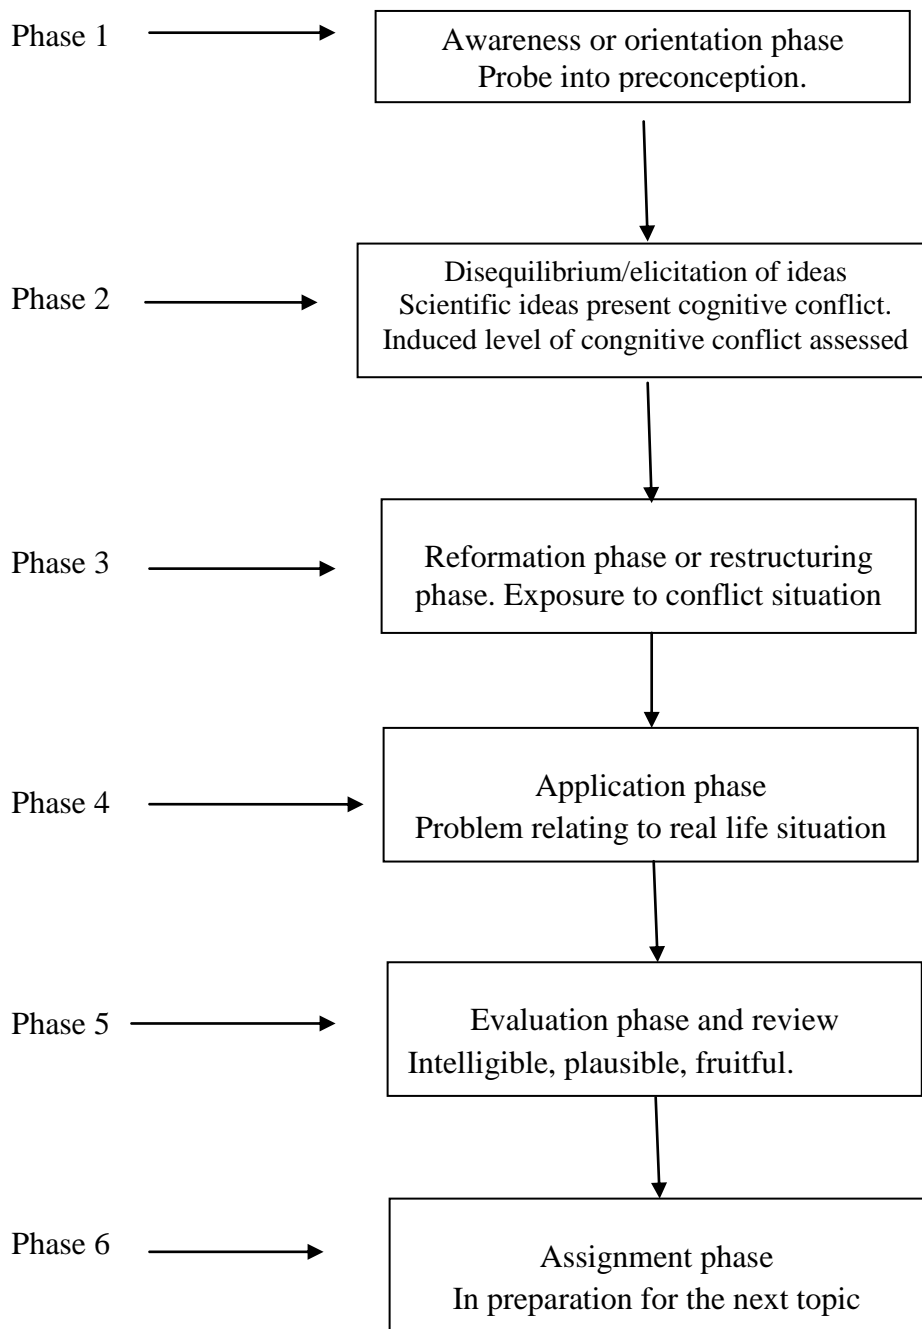 Phase 1
Awareness or orientation phase
Probe into preconception.
Phase 2
Disequilibrium/elicitation of ideas
Scientific ideas present cognitive conflict.
Induced level of congnitive conflict assessed
Phase 3
Reformation phase or restructuring
phase. Exposure to conflict situation
Phase 4
Application phase
Problem relating to real life situation
Phase 5
Evaluation phase and review
Intelligible, plausible, fruitful.
Phase 6
Assignment phase
In preparation for the next topic